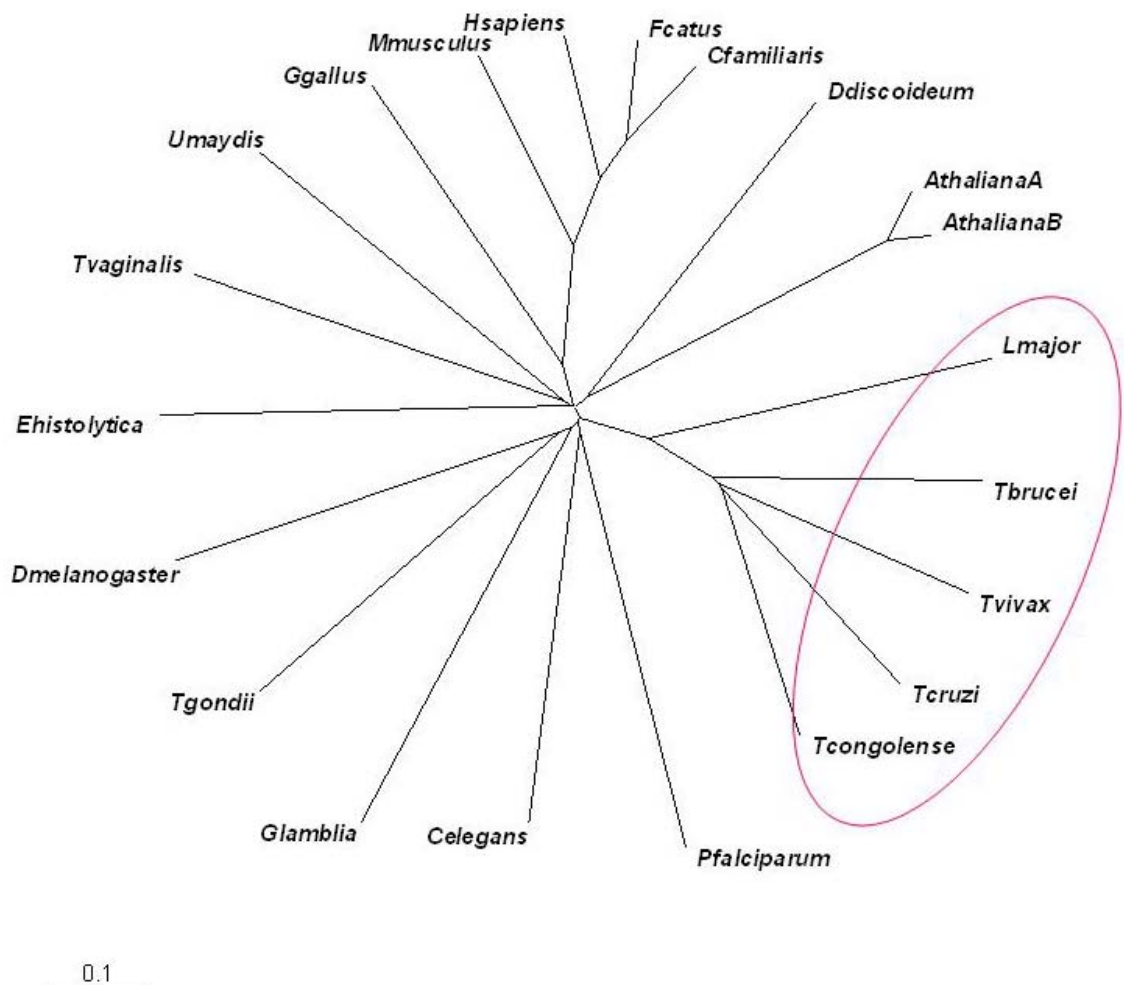 Hsapiens
Fcatus
Mmusculus
Cfamiliaris
Ggallus
Ddiscoideum
Umaydis
AthalianaA
AthalianaB
Tvaginalis
Lmajor
Ehistolytica
Tbrucei
Dmelanogaster
Tvivax
Tgondii
Tcruzi
Tcongolense
Glamblia
Celegans
Pfalciparum
0.1